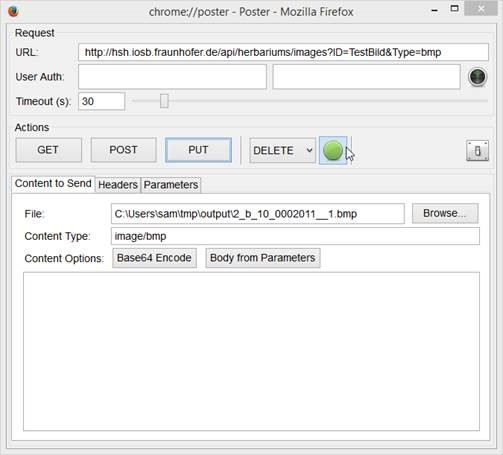 chrome://poster - Poster - Mozilla Firefox
Request
URL: http://hsh.iosb.fraunhofer.de/api/herbariums/images?ID=TestBild&Type=bmp
User Auth:
Timeout (s): 30
Actions
GET POST PUT DELETE
Content to Send Headers Parameters
File: C:\Users\sam\tmp\output\2_b_10_0002011__1.bmp Browse...
Content Type: image/bmp
Content Options: Base64 Encode Body from Parameters